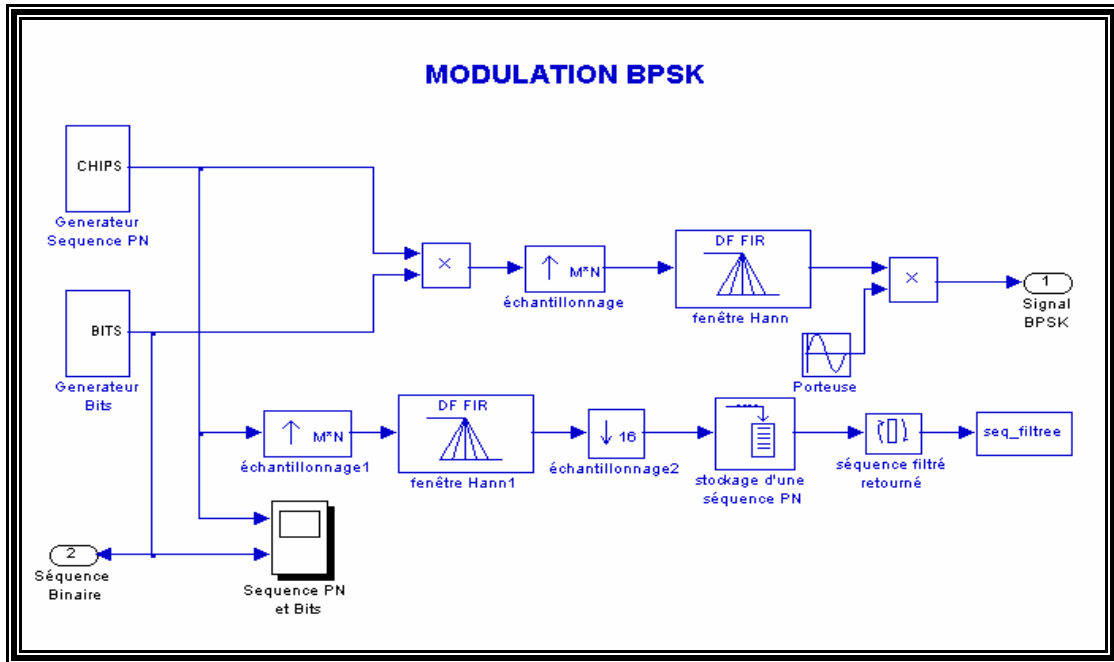 MODULATION BPSK
CHIPS
Generateur
Sequence PN
BITS
Generateur
Bits
×
↑ M*N
échantillonnage
DF FIR
fenêtre Hann
×
Porteuse
1
Signal
BPSK
↑ M*N
échantillonnage1
DF FIR
fenêtre Hann1
↓ 16
échantillonnage2
stockage d'une
séquence PN
séquence filtré
retourné
seq_filtree
2
Séquence
Binaire
Sequence PN
et Bits